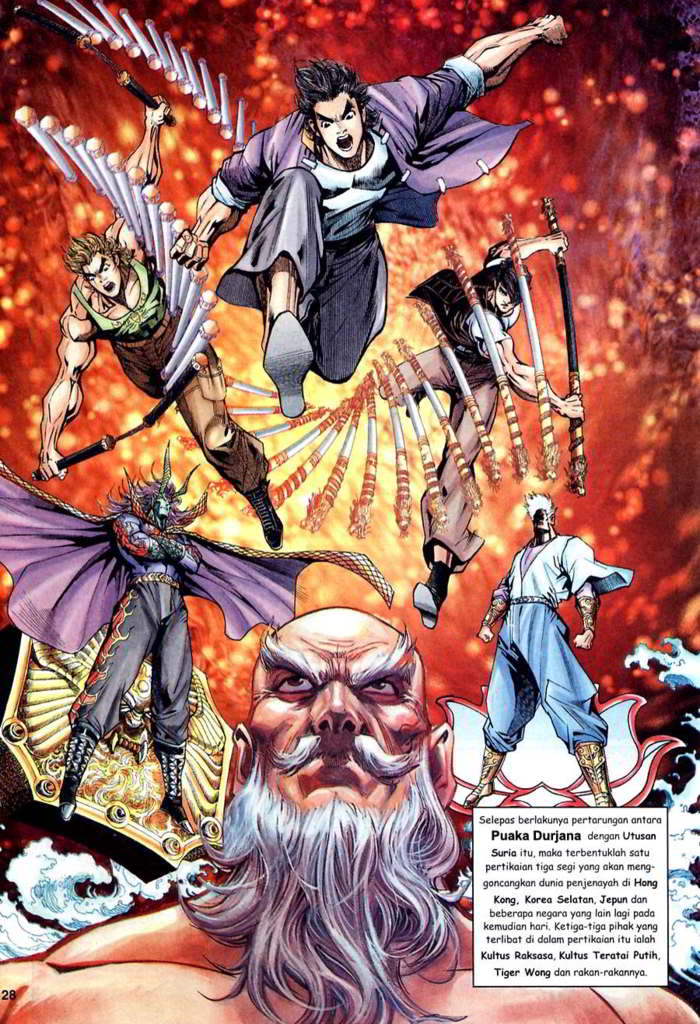 Selepas berlakunya pertarungan antara
Puaka Durjana dengan Utusan
Suria itu, maka terbentuklah satu
pertikaian tiga segi yang akan meng-
goncangkan dunia penjenayah di Hong
Kong, Korea Selatan, Jepun dan
beberapa negara yang lain lagi pada
kemudian hari. Ketiga-tiga pihak yang
terlibat di dalam pertikaian itu ialah
Kultus Raksasa, Kultus Teratai Putih,
Tiger Wong dan rakan-rakannya.
28